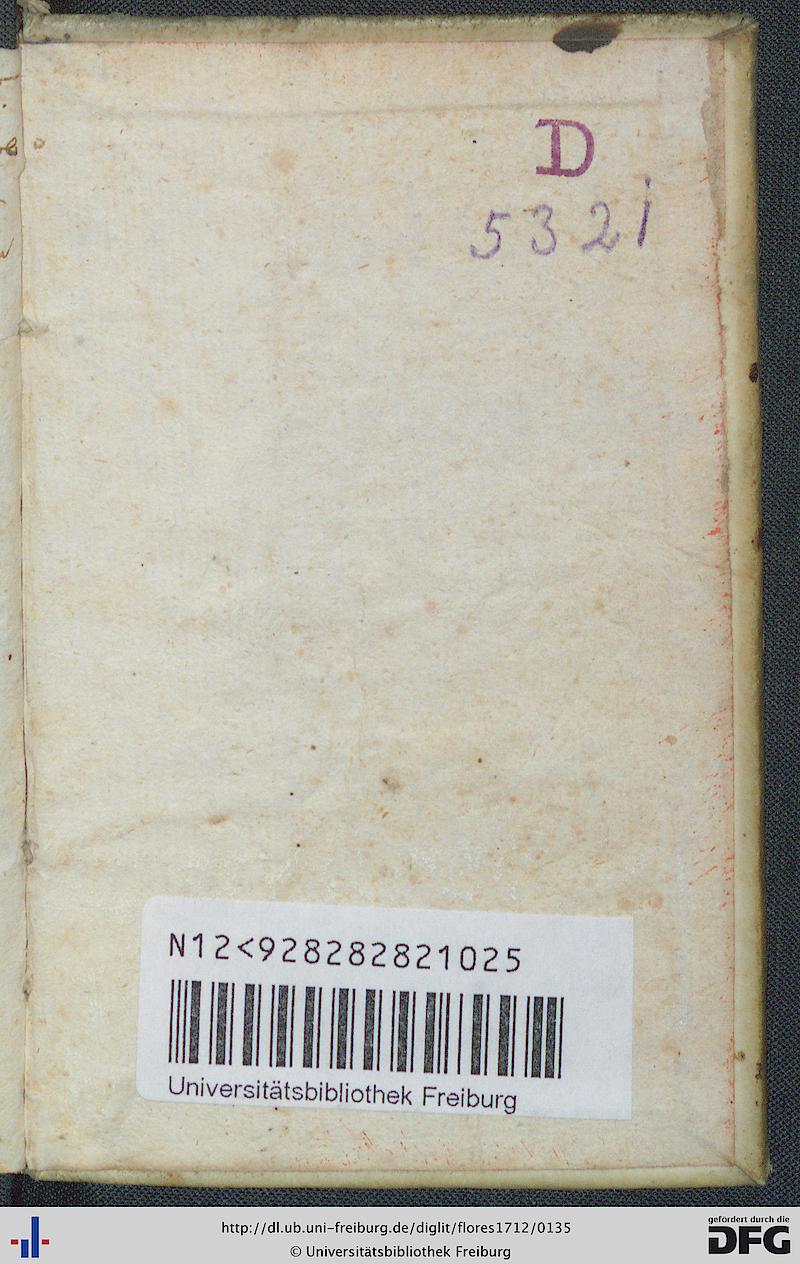 D
5321
N12<928282821025
Universitätsbibliothek Freiburg
http://dl.ub.uni-freiburg.de/diglit/flores1712/0135
© Universitätsbibliothek Freiburg
gefördert durch die
DFG